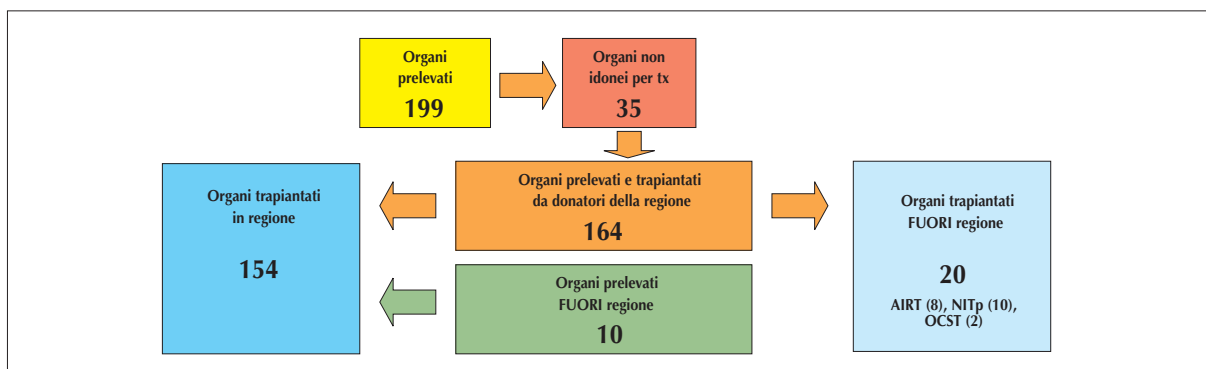 Organi
prelevati
199
Organi non
idonei per tx
35
Organi trapiantati
in regione
154
Organi prelevati e trapiantati
da donatori della regione
164
Organi prelevati
FUORI regione
10
Organi trapiantati
FUORI regione
20
AIRT (8), NITp (10),
OCST (2)